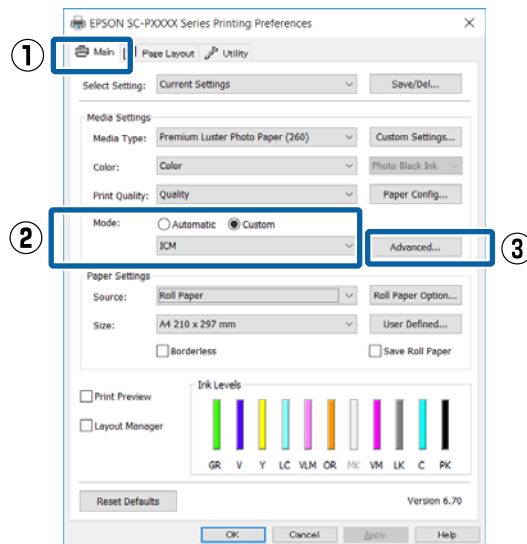 EPSON SC-PXXXX Series Printing Preferences
① Main Page Layout Utility
Select Setting: Current Settings Save/Del...
Media Settings
Media Type: Premium Luster Photo Paper (260) Custom Settings...
Color: Color Photo Black Ink
Print Quality: Quality Paper Config...
Mode: Automatic Custom
② ICM Advanced... ③
Paper Settings
Source: Roll Paper Roll Paper Option...
Size: A4 210 x 297 mm User Defined...
Borderless Save Roll Paper
Print Preview
Layout Manager
Ink Levels
GR V Y LC VLM OR MK VM LK C PK
Reset Defaults Version 6.70
OK Cancel Apply Help